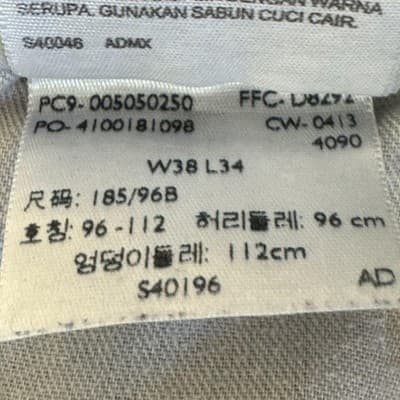 SERUPA. GUNAKAN SABUN CUCI CAIR.
S40046 ADMX
PC9-005050250 FFC-D8292
PO-4100181098 CW-0413
4090
W38 L34
尺码: 185/96B
호칭: 96-112 허리둘레: 96 cm
엉덩이둘레: 112cm
S40196 AD